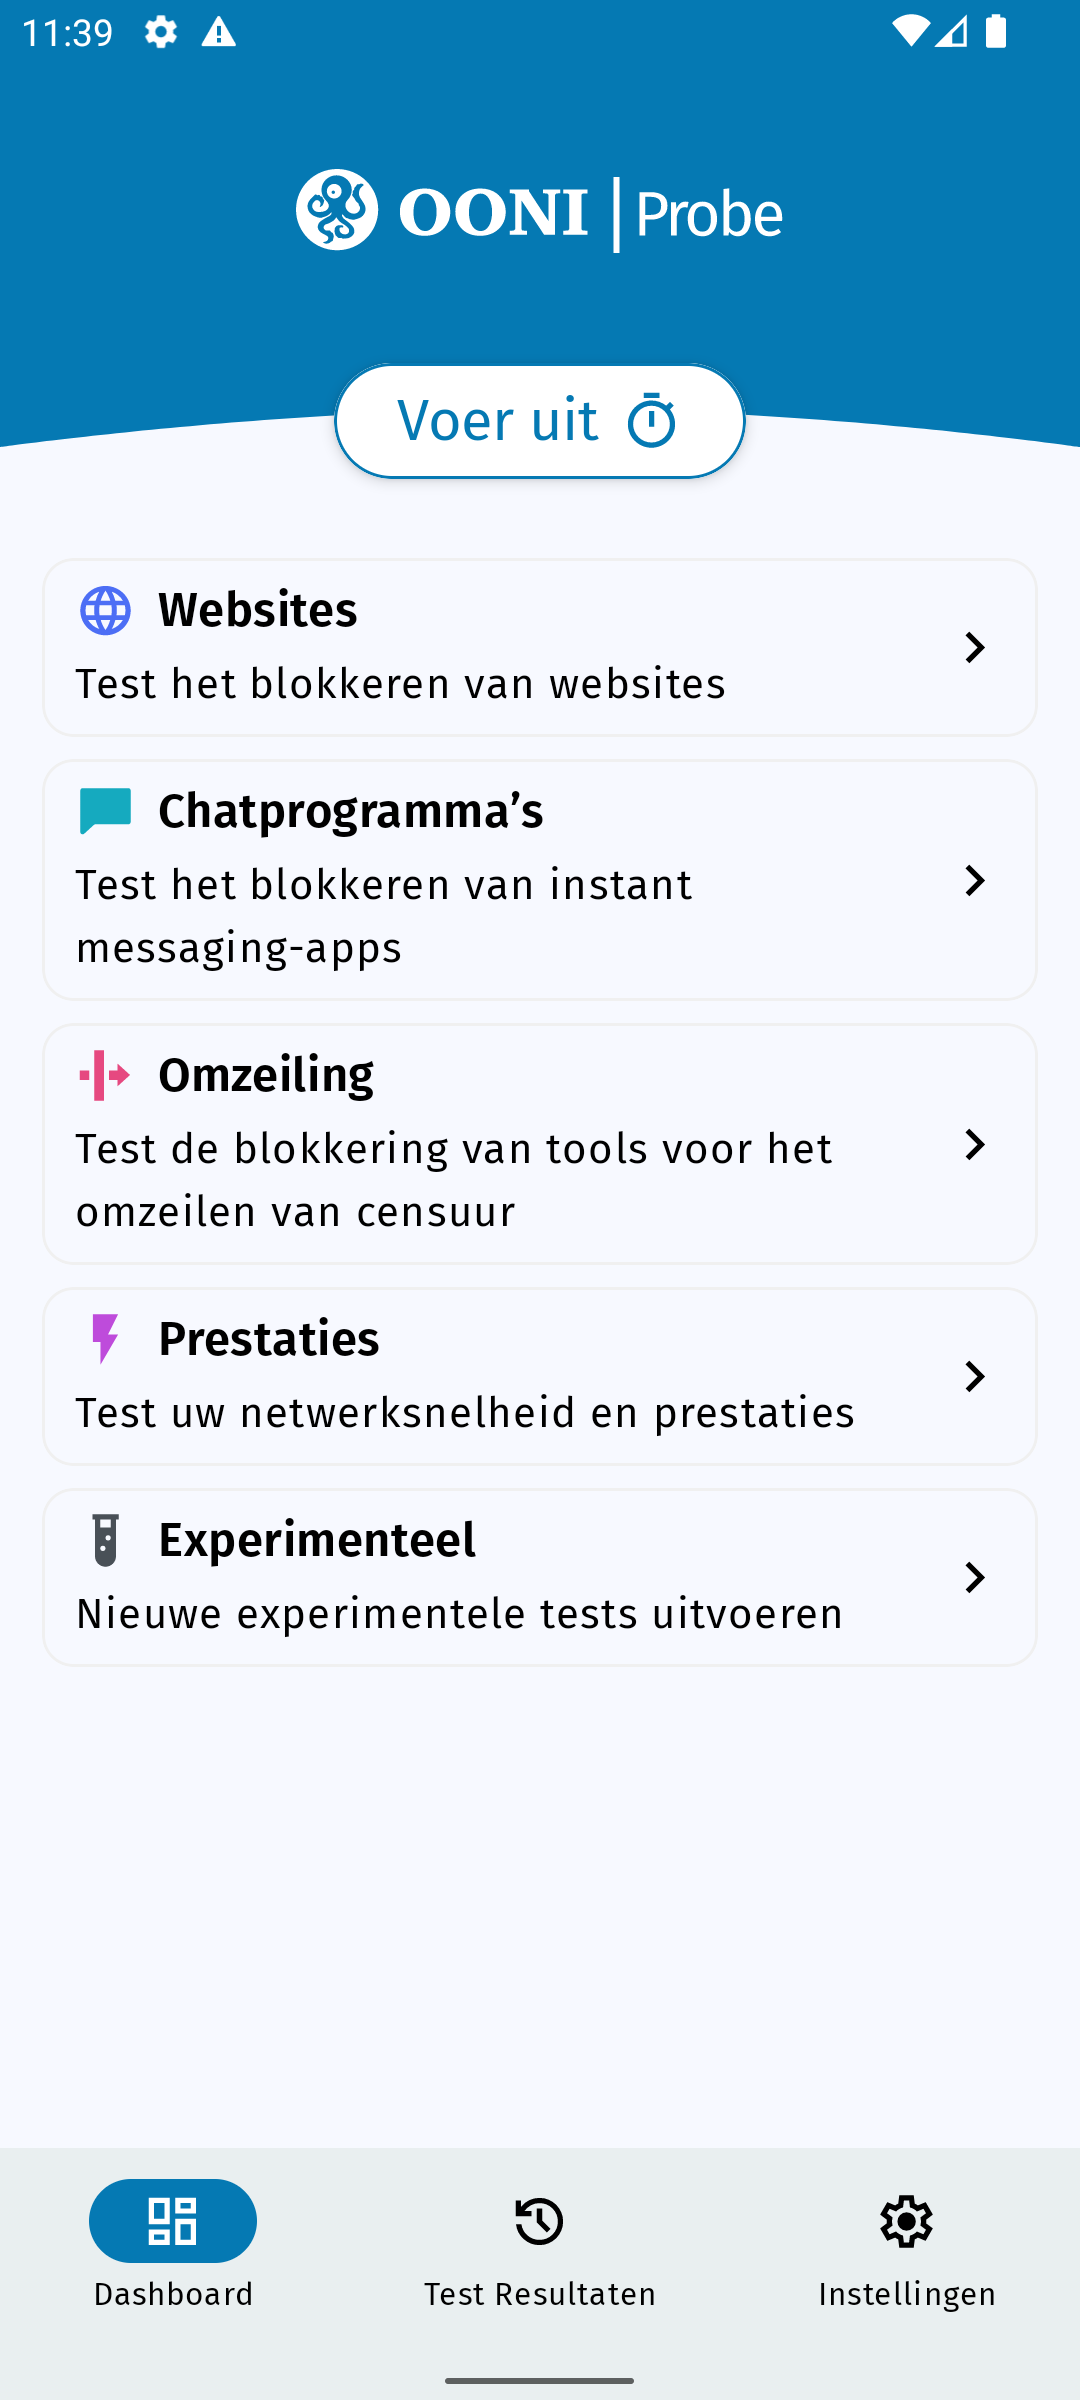 11:39
OONI | Probe
Voer uit
Websites
Test het blokkeren van websites
Chatprogramma’s
Test het blokkeren van instant
messaging-apps
Omzeiling
Test de blokkering van tools voor het
omzeilen van censuur
Prestaties
Test uw netwerksnelheid en prestaties
Experimenteel
Nieuwe experimentele tests uitvoeren
Dashboard
Test Resultaten
Instellingen